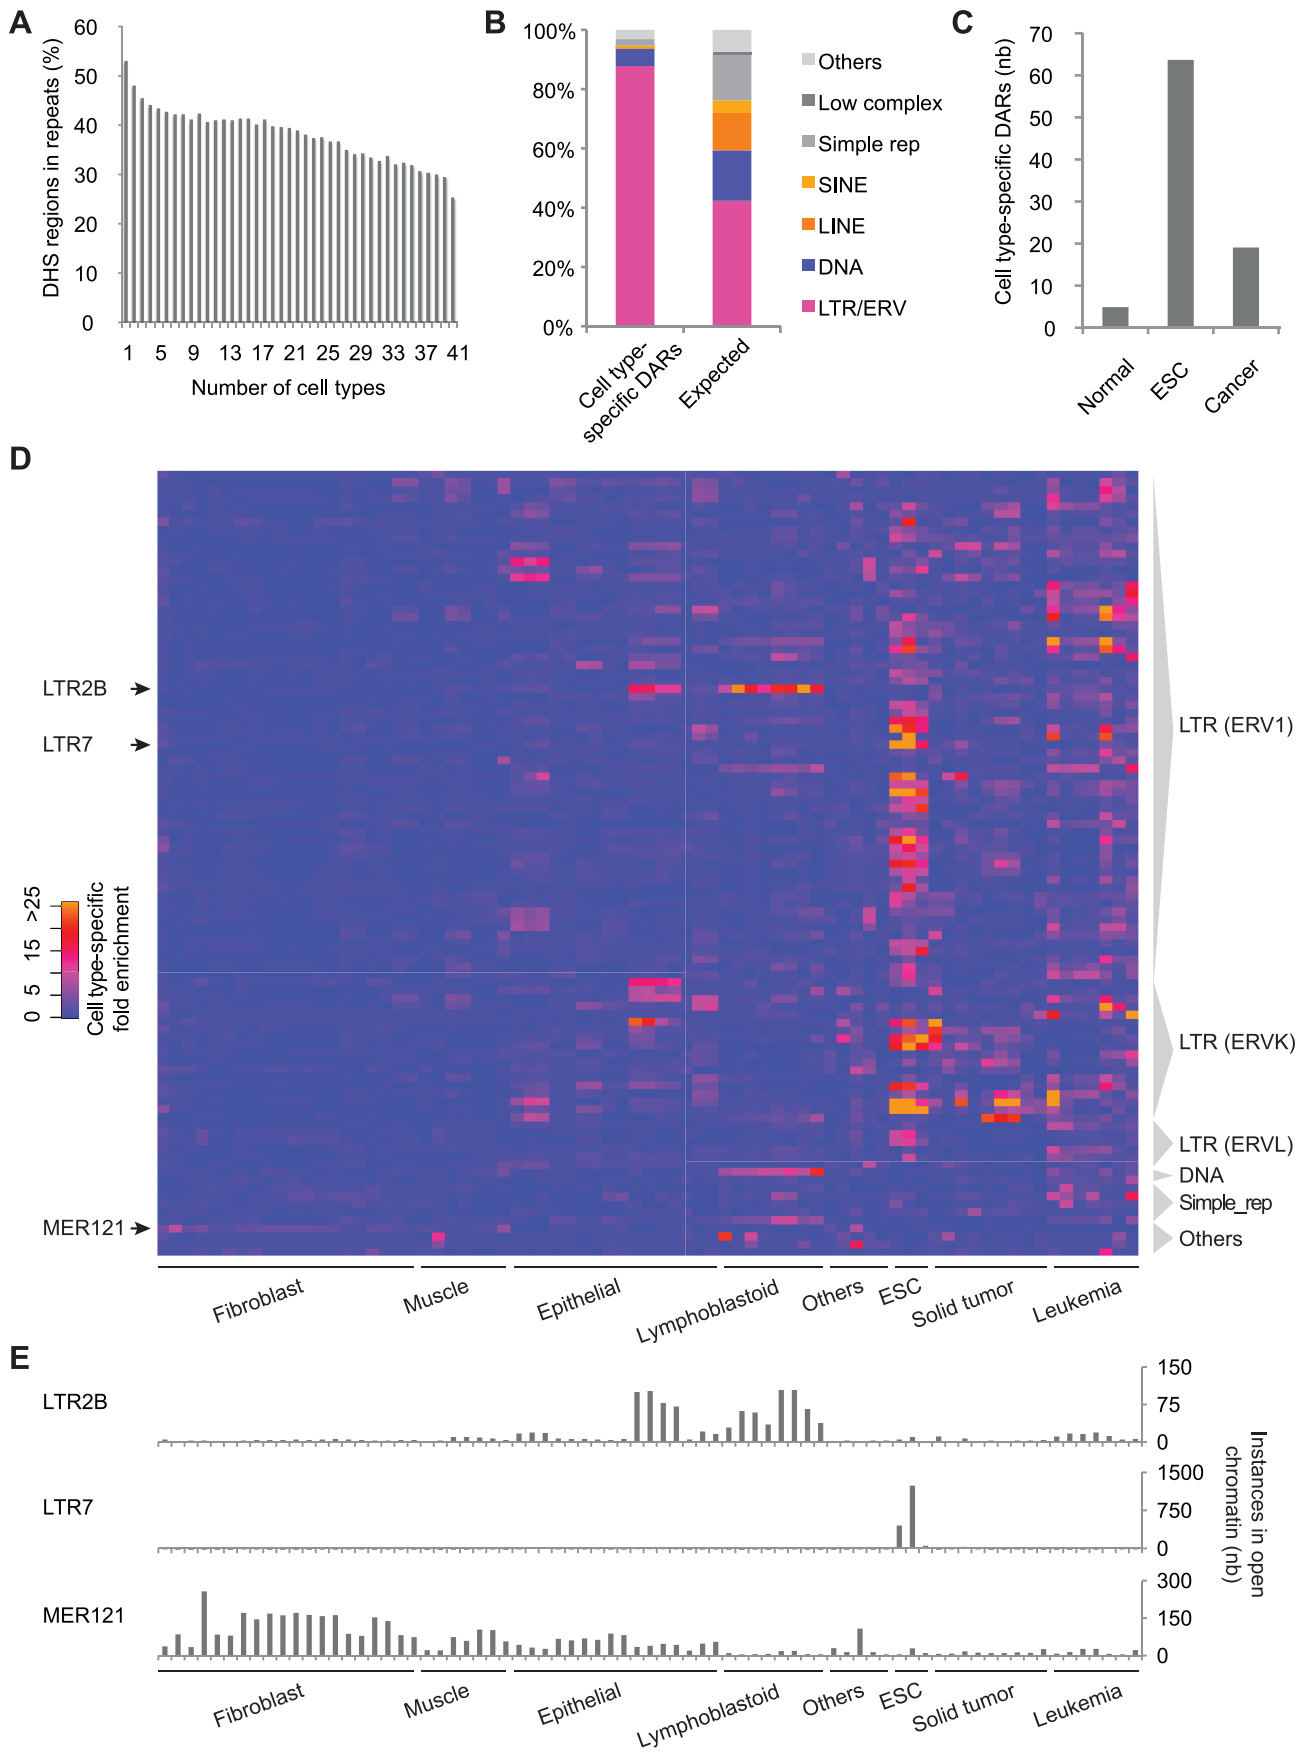 A
DHS regions in repeats (%)
60
50
40
30
20
10
0
1 5 9 13 17 21 25 29 33 37 41
Number of cell types
B
100%
80%
60%
40%
20%
0%
Cell type-
specific DARs
Expected
Others
Low complex
Simple rep
SINE
LINE
DNA
LTR/ERV
C
Cell type-specific DARs (nb)
70
60
50
40
30
20
10
0
Normal
ESC
Cancer
D
LTR2B
LTR7
MER121
0 5 15 >25
Cell type-specific
fold enrichment
LTR (ERV1)
LTR (ERVK)
LTR (ERVL)
DNA
Simple_rep
Others
Fibroblast
Muscle
Epithelial
Lymphoblastoid
Others
ESC
Solid tumor
Leukemia
E
LTR2B
150
75
0
LTR7
1500
750
0
MER121
300
150
0
Instances in open
chromatin (nb)
Fibroblast
Muscle
Epithelial
Lymphoblastoid
Others
ESC
Solid tumor
Leukemia